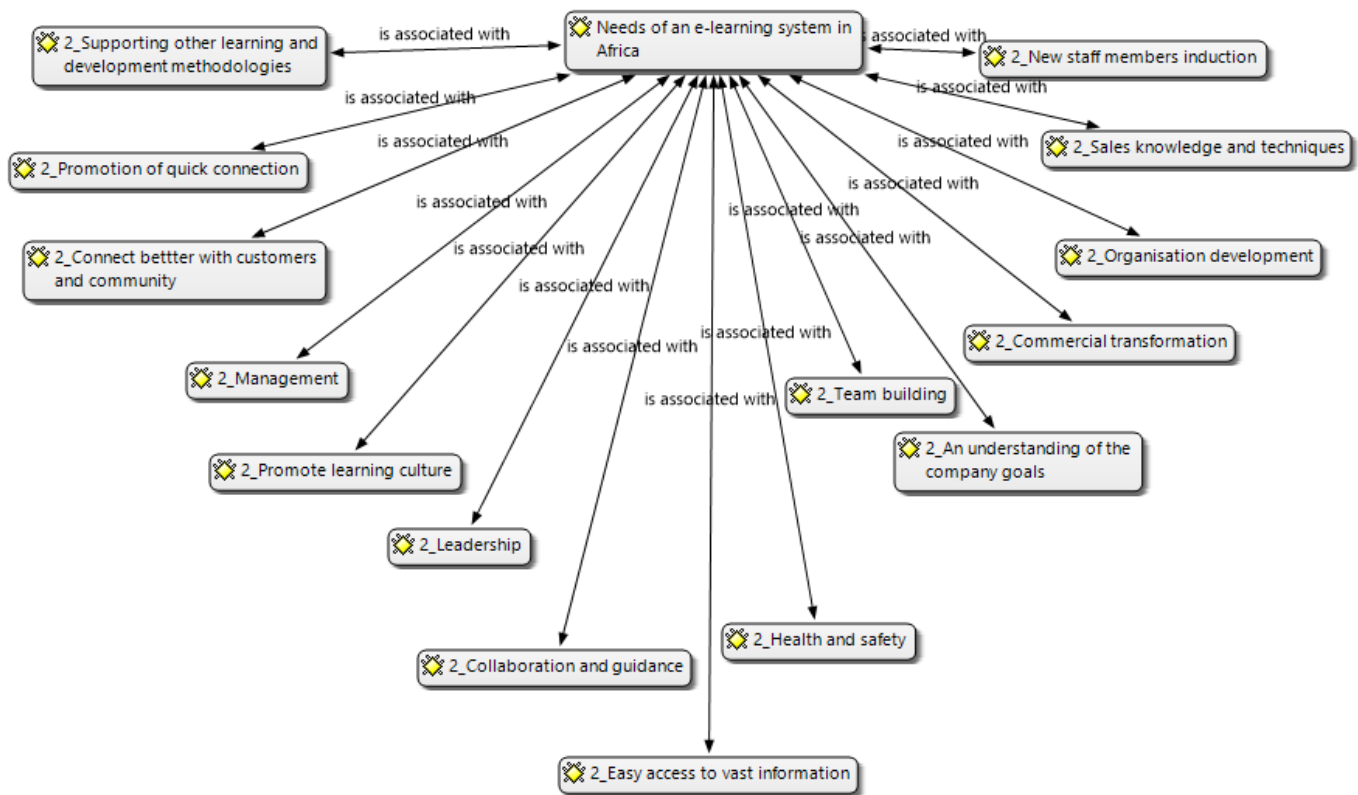 Needs of an e-learning system in
Africa
is associated with
2_Supporting other learning and
development methodologies
is associated with
2_New staff members induction
is associated with
2_Promotion of quick connection
is associated with
2_Sales knowledge and techniques
is associated with
2_Connect bettter with customers
and community
is associated with
2_Organisation development
is associated with
2_Management
is associated with
2_Commercial transformation
is associated with
2_Promote learning culture
is associated with
2_Team building
is associated with
2_An understanding of the
company goals
is associated with
2_Leadership
is associated with
2_Collaboration and guidance
is associated with
2_Health and safety
is associated with
2_Easy access to vast information